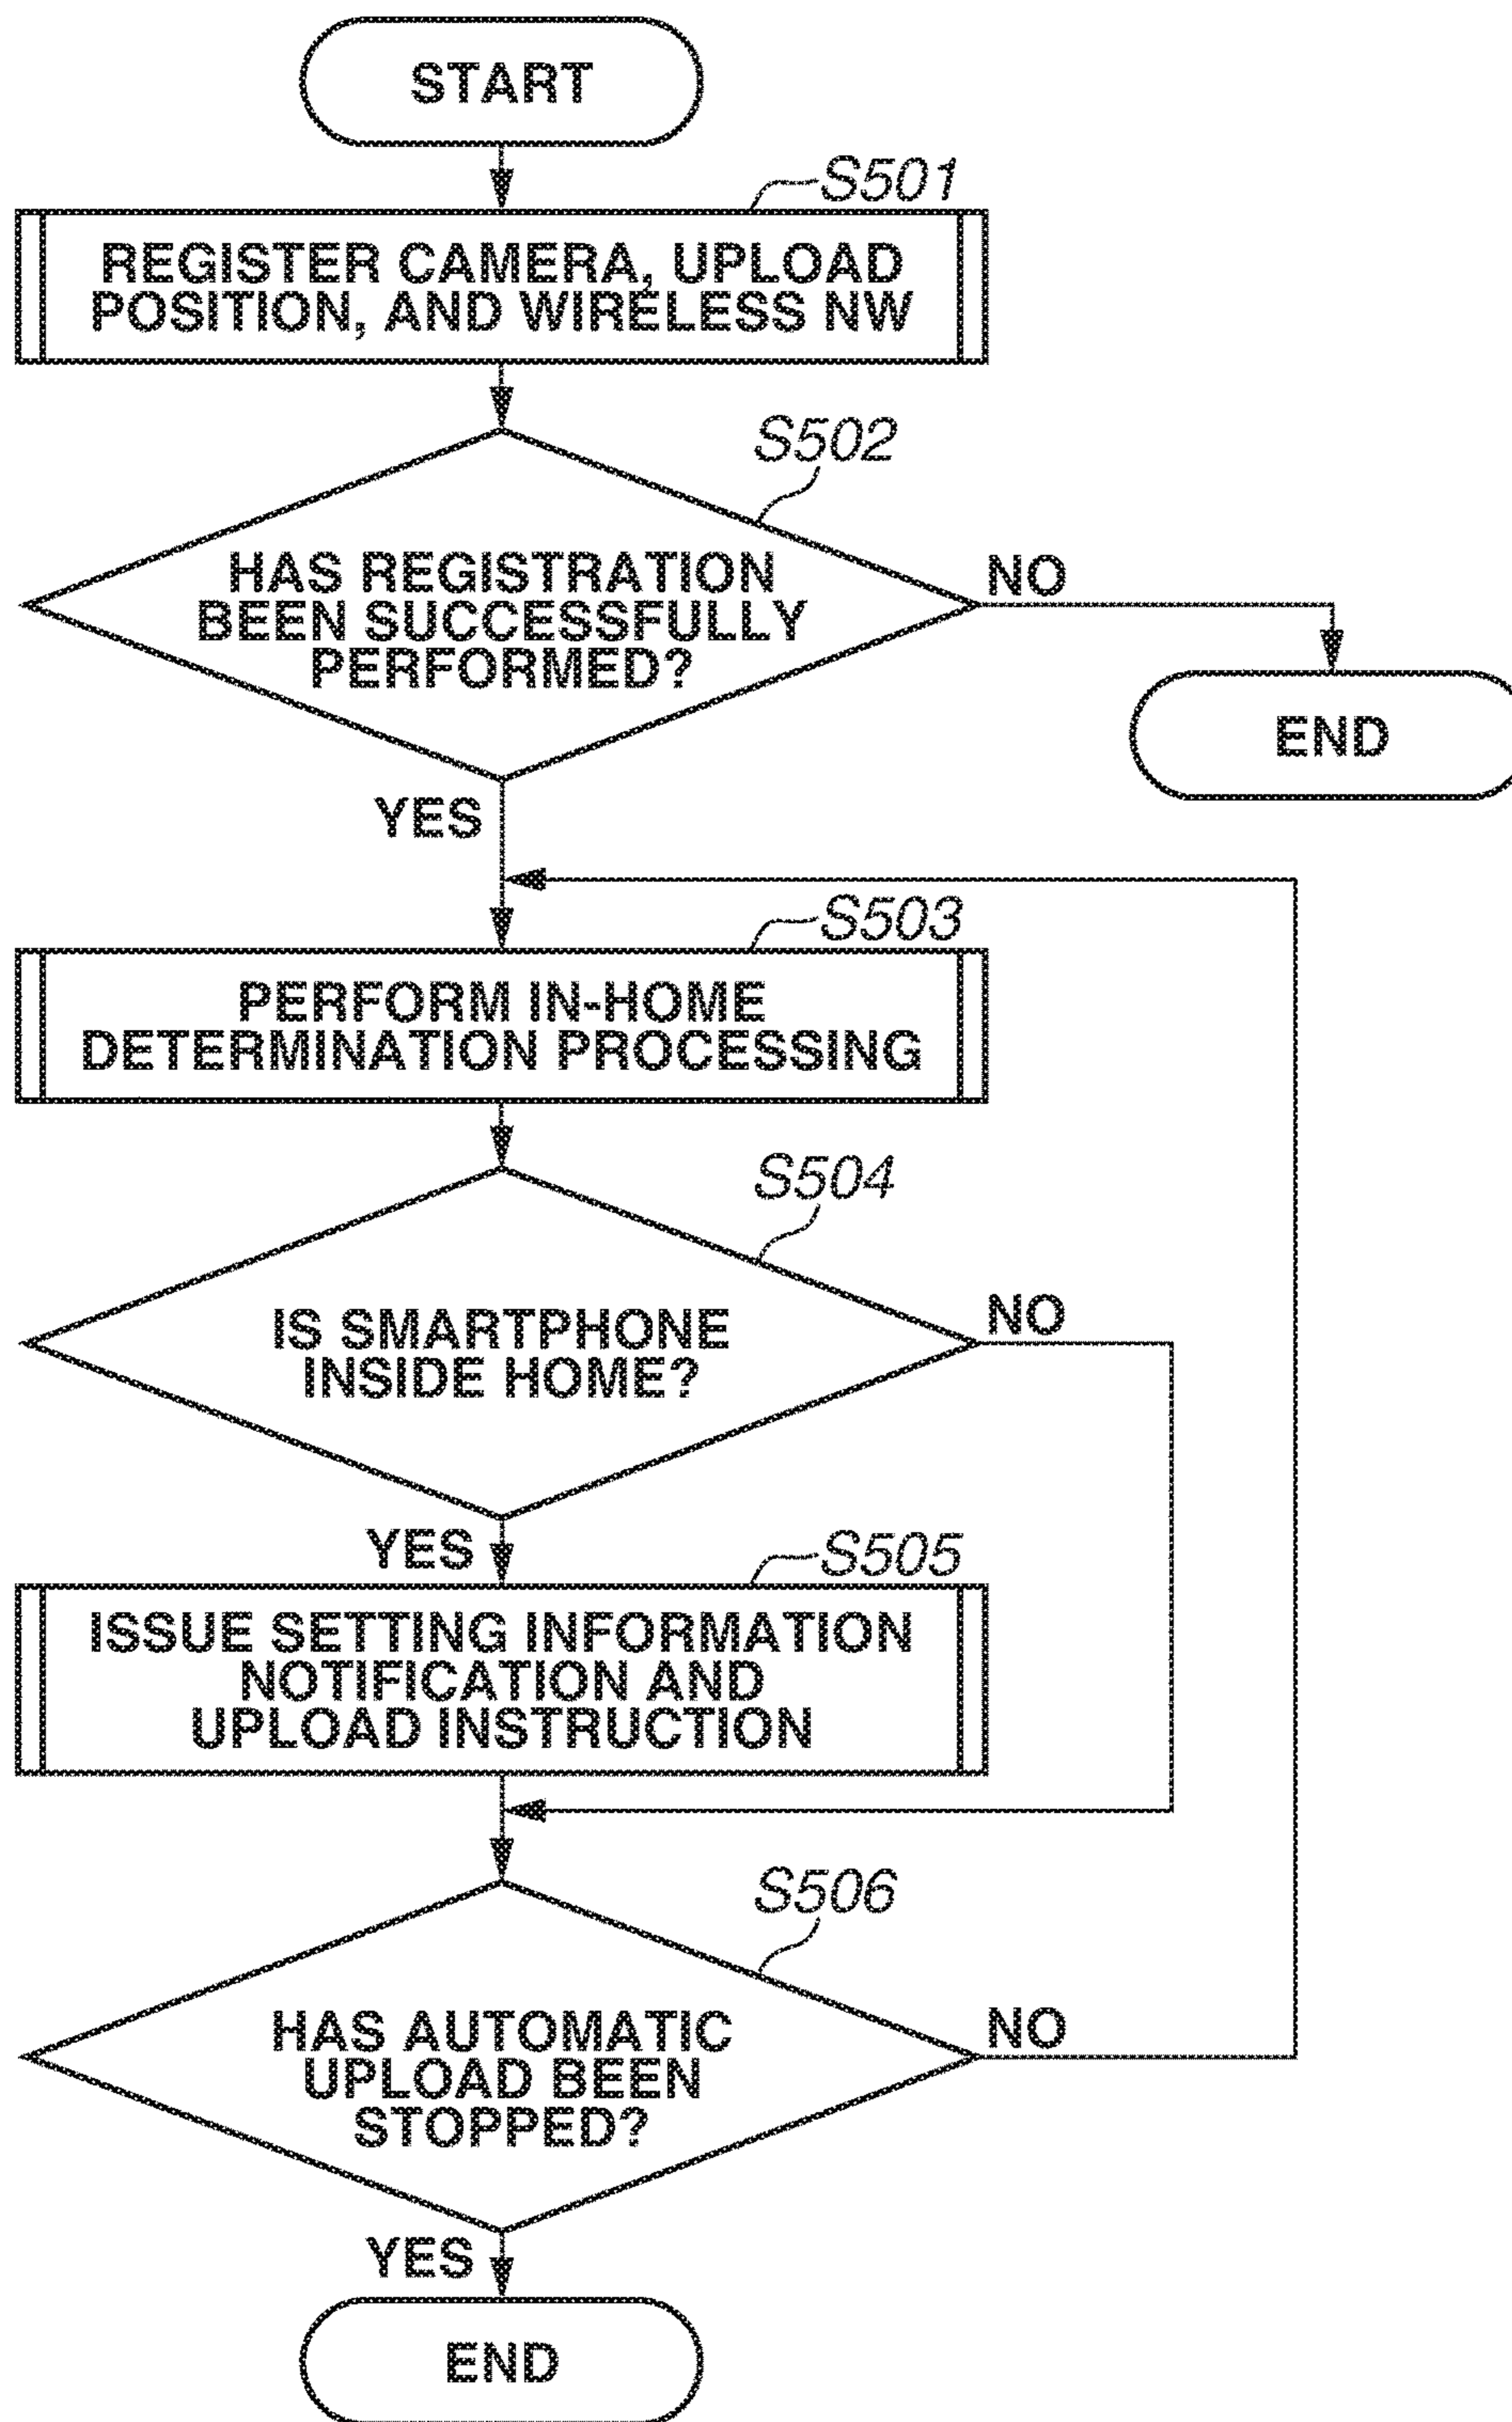 START
S501
REGISTER CAMERA, UPLOAD
POSITION, AND WIRELESS NW
S502
HAS REGISTRATION
BEEN SUCCESSFULLY
PERFORMED?
NO
END
YES
S503
PERFORM IN-HOME
DETERMINATION PROCESSING
S504
IS SMARTPHONE
INSIDE HOME?
NO
YES
S505
ISSUE SETTING INFORMATION
NOTIFICATION AND
UPLOAD INSTRUCTION
S506
HAS AUTOMATIC
UPLOAD BEEN
STOPPED?
NO
YES
END